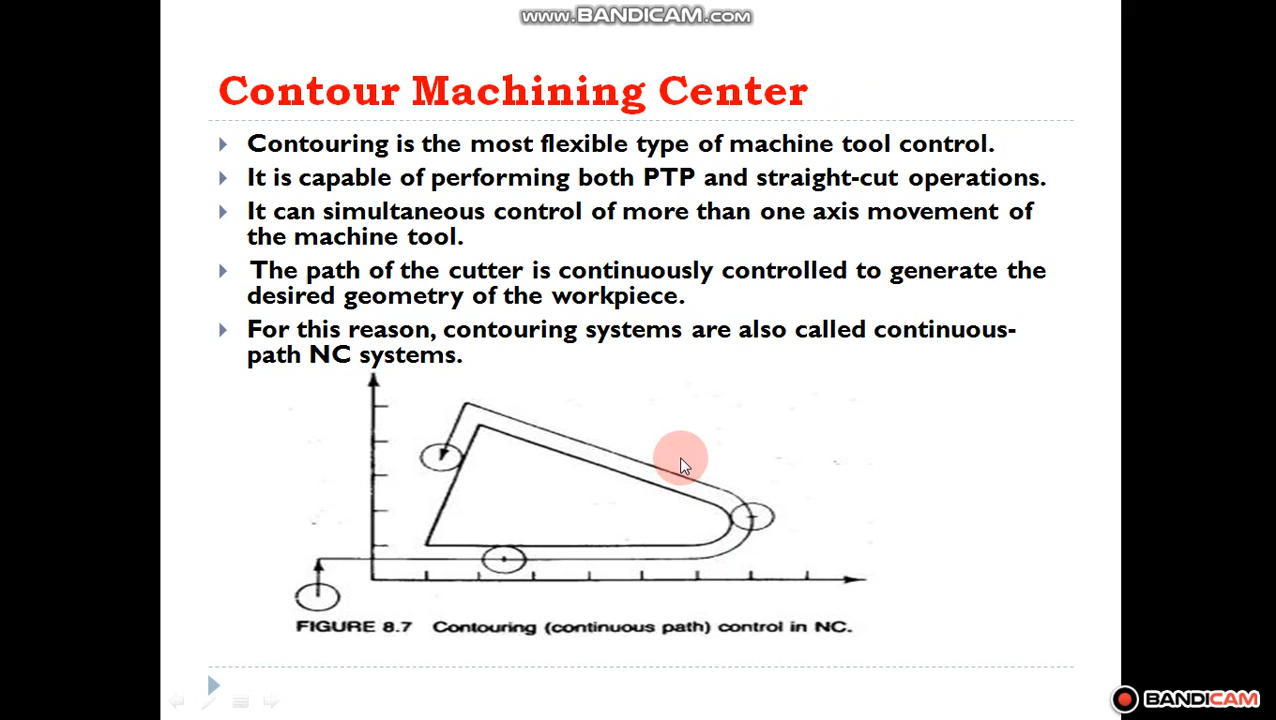 www.BANDICAM.com
Contour Machining Center
Contouring is the most flexible type of machine tool control.
It is capable of performing both PTP and straight-cut operations.
It can simultaneous control of more than one axis movement of
the machine tool.
The path of the cutter is continuously controlled to generate the
desired geometry of the workpiece.
For this reason, contouring systems are also called continuous-
path NC systems.
FIGURE 8.7 Contouring (continuous path) control in NC.
BANDICAM